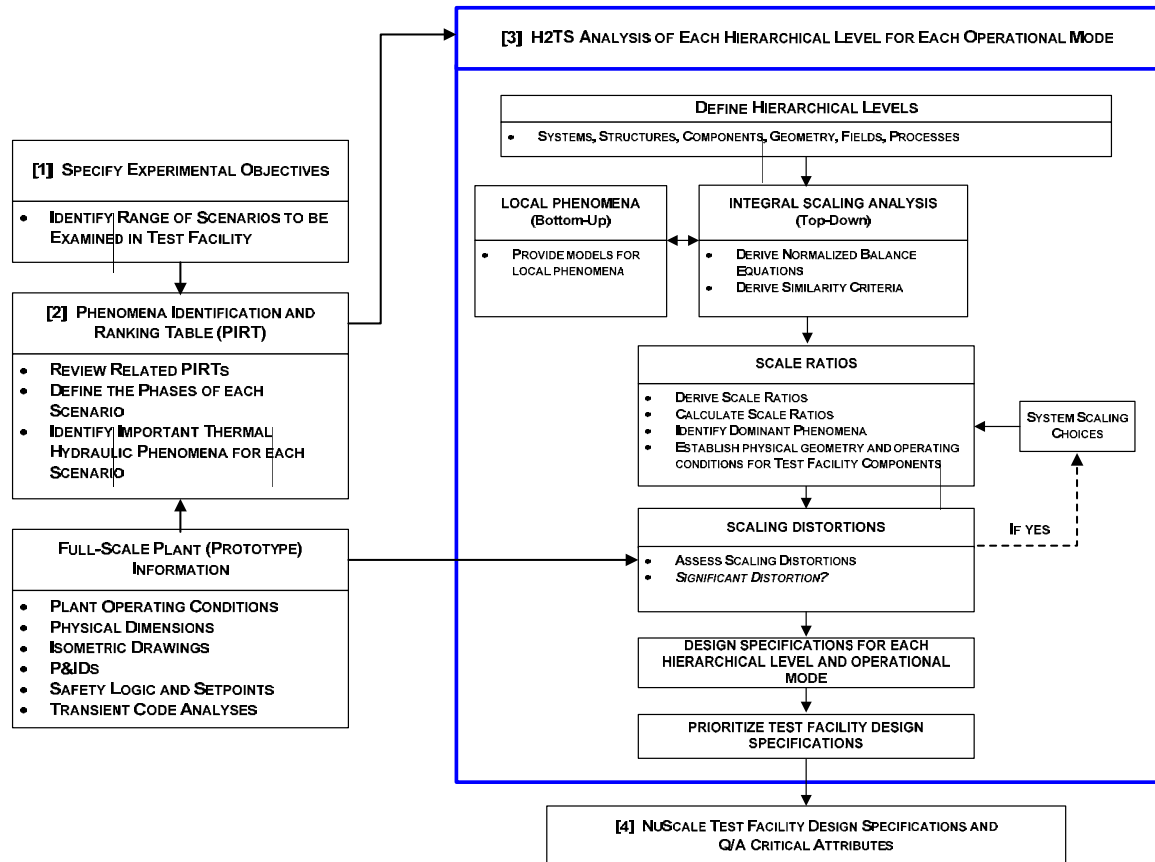 [3] H2TS ANALYSIS OF EACH HIERARCHICAL LEVEL FOR EACH OPERATIONAL MODE
DEFINE HIERARCHICAL LEVELS
• SYSTEMS, STRUCTURES, COMPONENTS, GEOMETRY, FIELDS, PROCESSES
[1] SPECIFY EXPERIMENTAL OBJECTIVES
• IDENTIFY RANGE OF SCENARIOS TO BE
EXAMINED IN TEST FACILITY
LOCAL PHENOMENA
(Bottom-Up)
• PROVIDE MODELS FOR
LOCAL PHENOMENA
INTEGRAL SCALING ANALYSIS
(Top-Down)
• DERIVE NORMALIZED BALANCE
EQUATIONS
• DERIVE SIMILARITY CRITERIA
[2] PHENOMENA IDENTIFICATION AND
RANKING TABLE (PIRT)
• REVIEW RELATED PIRTS
• DEFINE THE PHASES OF EACH
SCENARIO
• IDENTIFY IMPORTANT THERMAL
HYDRAULIC PHENOMENA FOR EACH
SCENARIO
SCALE RATIOS
• DERIVE SCALE RATIOS
• CALCULATE SCALE RATIOS
• IDENTIFY DOMINANT PHENOMENA
• ESTABLISH PHYSICAL GEOMETRY AND OPERATING
CONDITIONS FOR TEST FACILITY COMPONENTS
SYSTEM SCALING
CHOICES
FULL-SCALE PLANT (PROTOTYPE)
INFORMATION
• PLANT OPERATING CONDITIONS
• PHYSICAL DIMENSIONS
• ISOMETRIC DRAWINGS
• P&IDS
• SAFETY LOGIC AND SETPOINTS
• TRANSIENT CODE ANALYSES
SCALING DISTORTIONS
• ASSESS SCALING DISTORTIONS
• SIGNIFICANT DISTORTION?
IF YES
DESIGN SPECIFICATIONS FOR EACH
HIERARCHICAL LEVEL AND OPERATIONAL
MODE
PRIORITIZE TEST FACILITY DESIGN
SPECIFICATIONS
[4] NUSCALE TEST FACILITY DESIGN SPECIFICATIONS AND
Q/A CRITICAL ATTRIBUTES